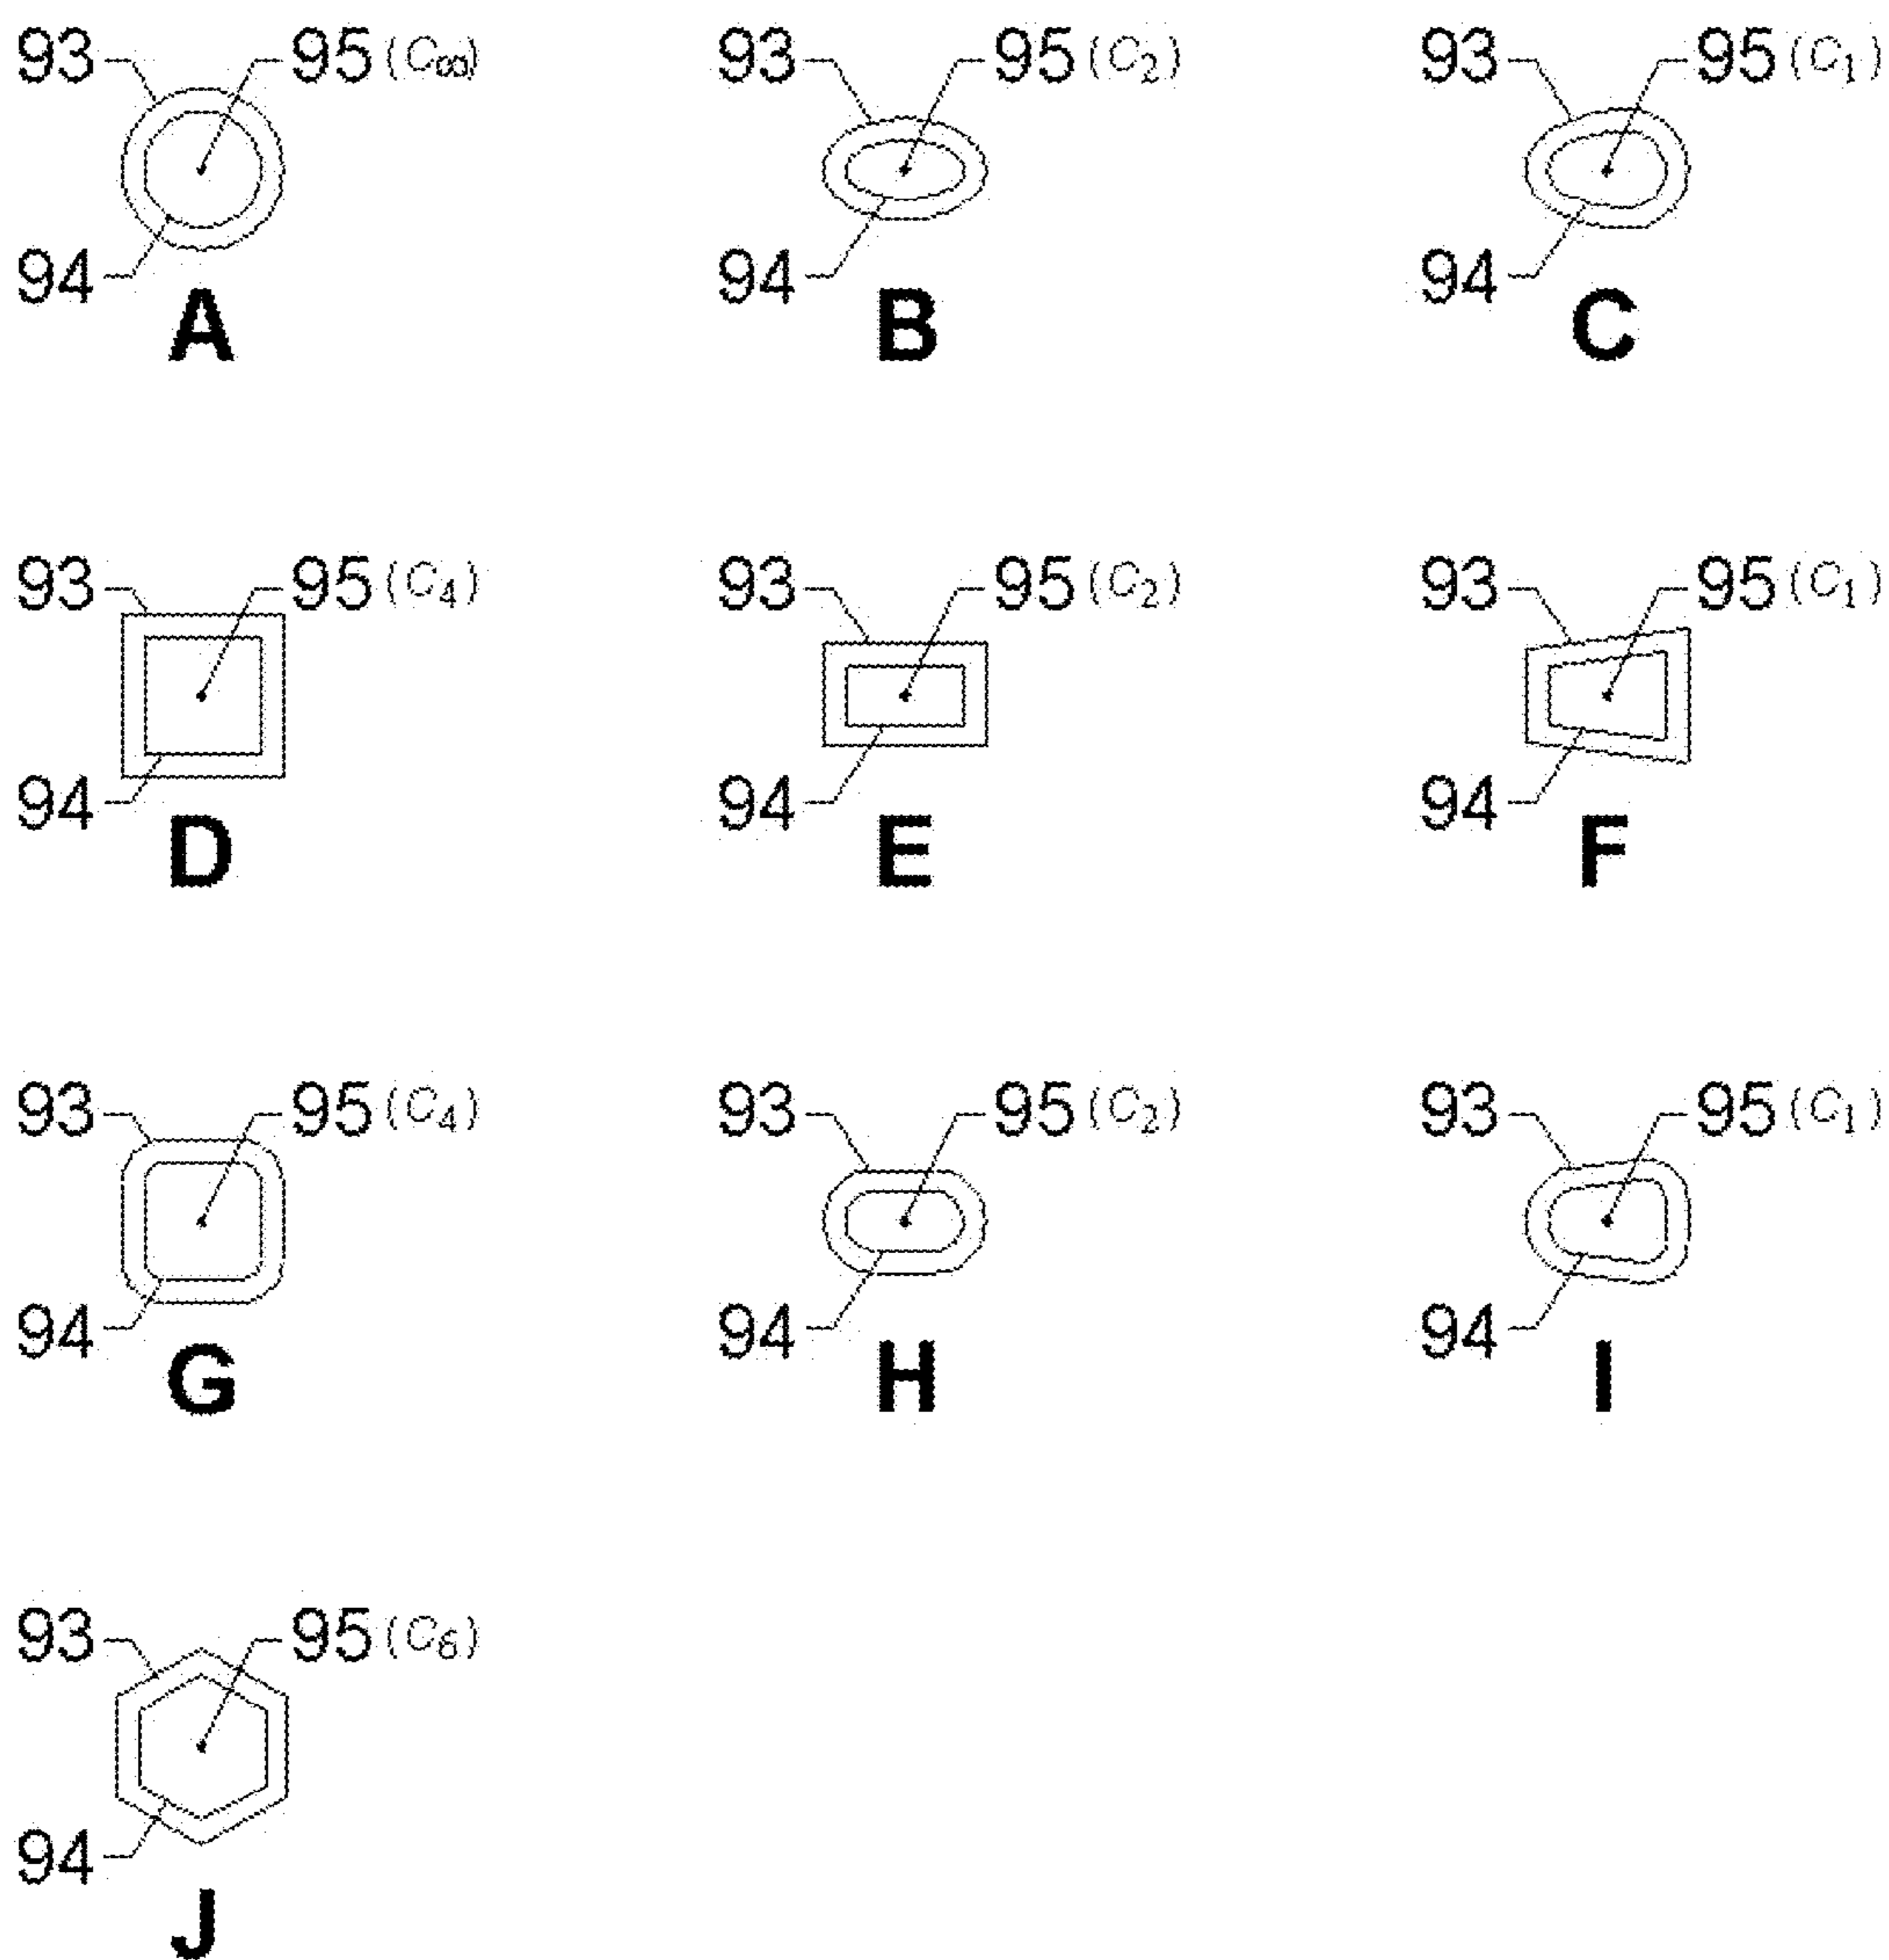 93 95 (C∞) 93 95 (C₂) 93 95 (C₁)
94 94 94
A B C
93 95 (C₄) 93 95 (C₂) 93 95 (C₁)
94 94 94
D E F
93 95 (C₄) 93 95 (C₂) 93 95 (C₁)
94 94 94
G H I
93 95 (C₆)
94
J